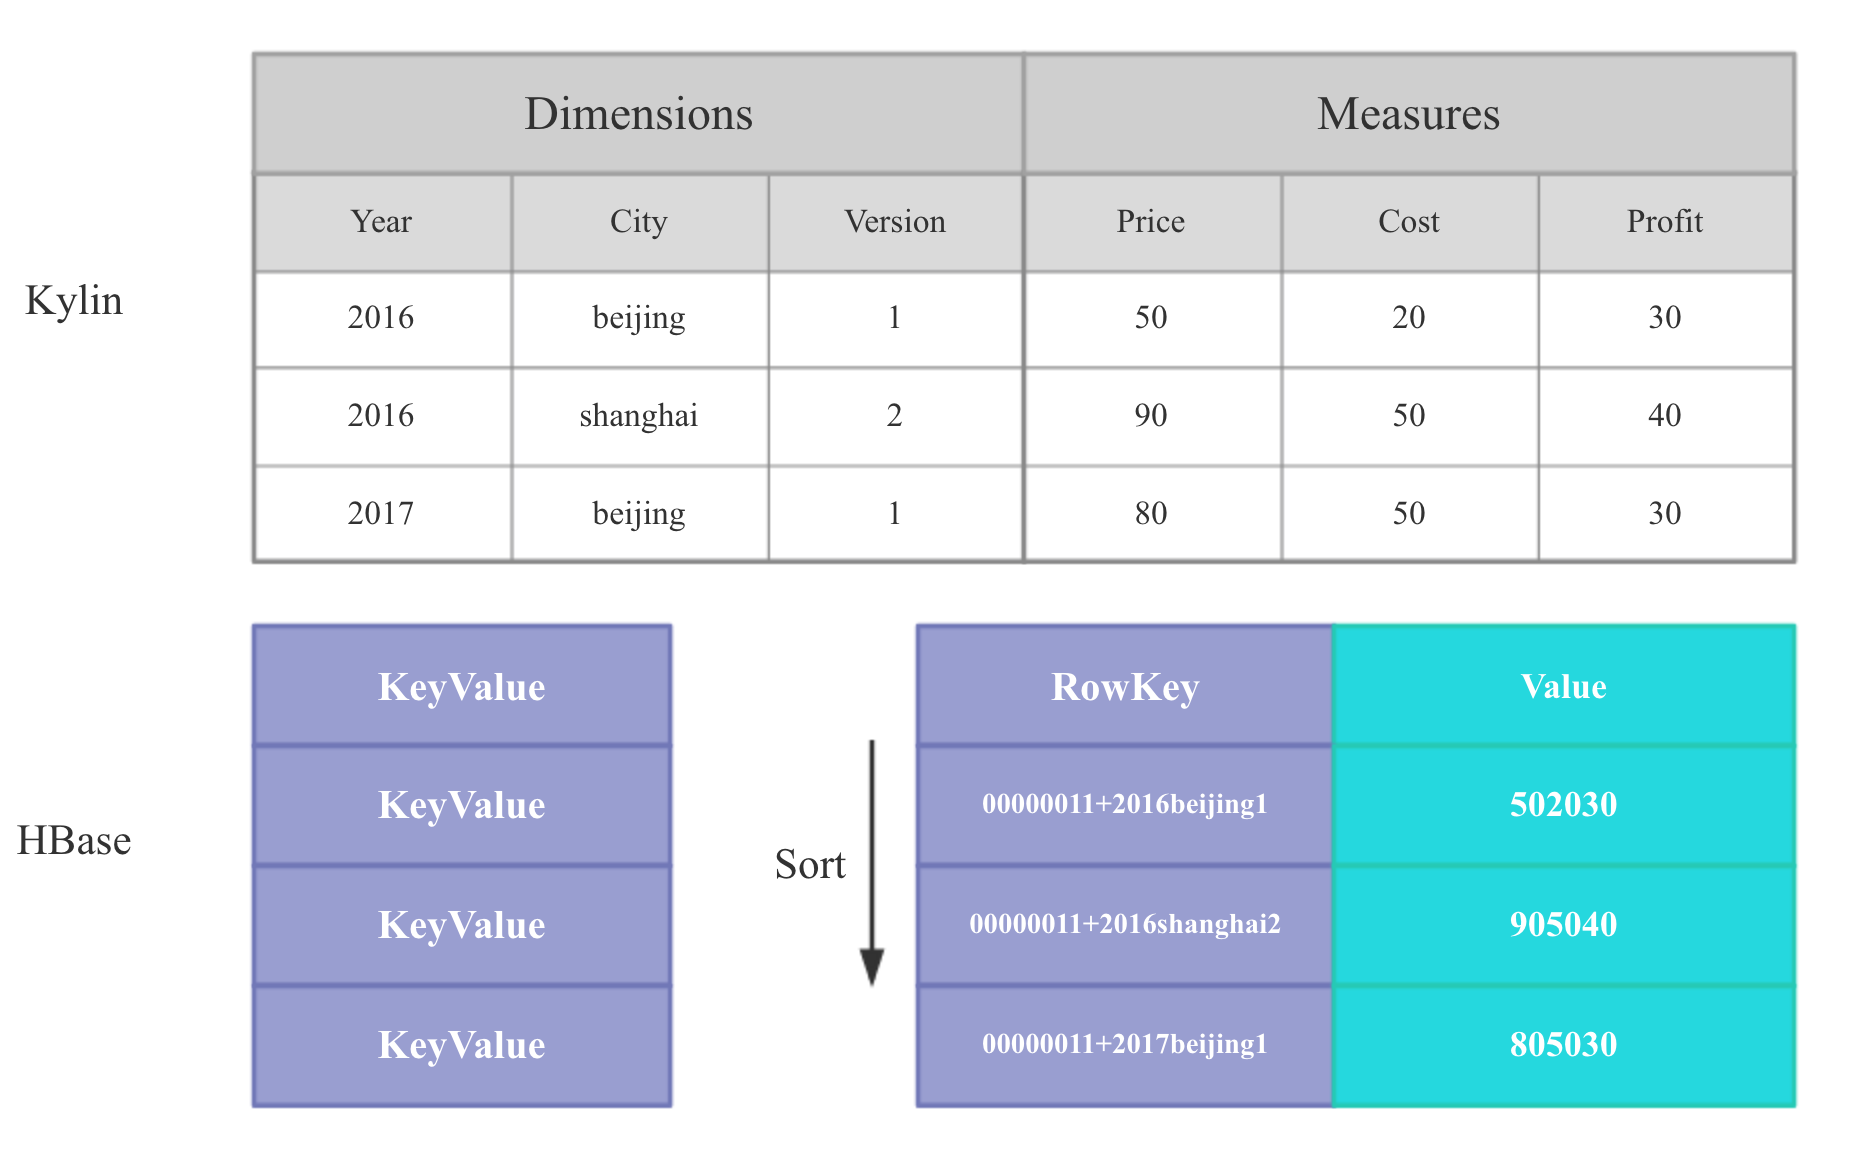 Dimensions Measures
Year City Version Price Cost Profit
Kylin
2016 beijing 1 50 20 30
2016 shanghai 2 90 50 40
2017 beijing 1 80 50 30
KeyValue RowKey Value
KeyValue 00000011+2016beijing1 502030
HBase
Sort
KeyValue 00000011+2016shanghai2 905040
KeyValue 00000011+2017beijing1 805030